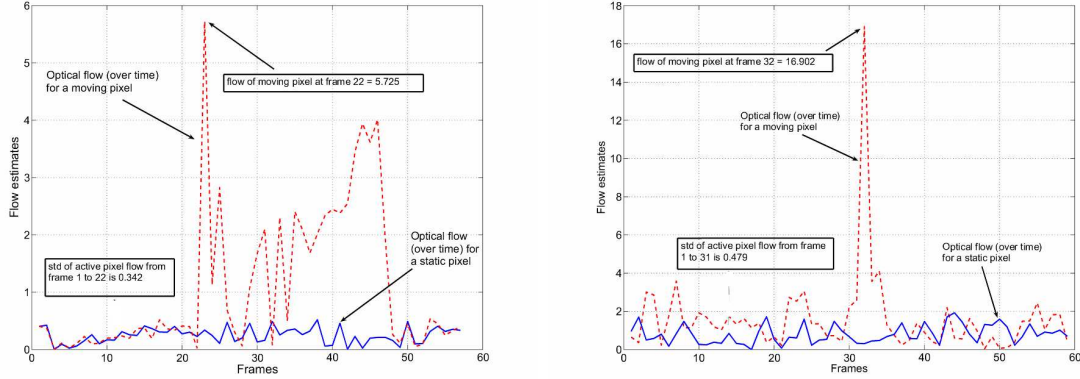 6
5
4
3
2
1
0
Flow estimates
Optical flow (over time)
for a moving pixel
flow of moving pixel at frame 22 = 5.725
Optical flow
(over time) for
a static pixel
std of active pixel flow from
frame 1 to 22 is 0.342
0 10 20 30 40 50 60
Frames
18
16
14
12
10
8
6
4
2
0
Flow estimates
flow of moving pixel at frame 32 = 16.902
Optical flow (over time)
for a moving pixel
std of active pixel flow from frame
1 to 31 is 0.479
Optical flow (over time)
for a static pixel
0 10 20 30 40 50 60
Frames